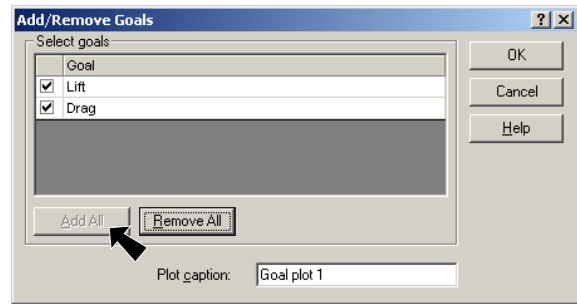 Add/Remove Goals
Select goals
Goal
Lift
Drag
Add All
Remove All
Plot caption: Goal plot 1
OK
Cancel
Help